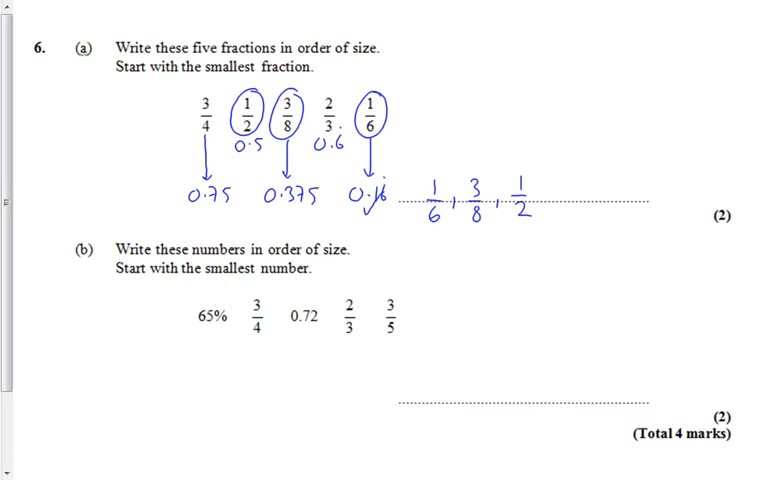 6. (a) Write these five fractions in order of size.
Start with the smallest fraction.
3/4 1/2 3/8 2/3 1/6
0.5 0.6̇
0.75 0.375 0.16̇ 1/6, 3/8, 1/2
(2)
(b) Write these numbers in order of size.
Start with the smallest number.
65% 3/4 0.72 2/3 3/5
(2)
(Total 4 marks)